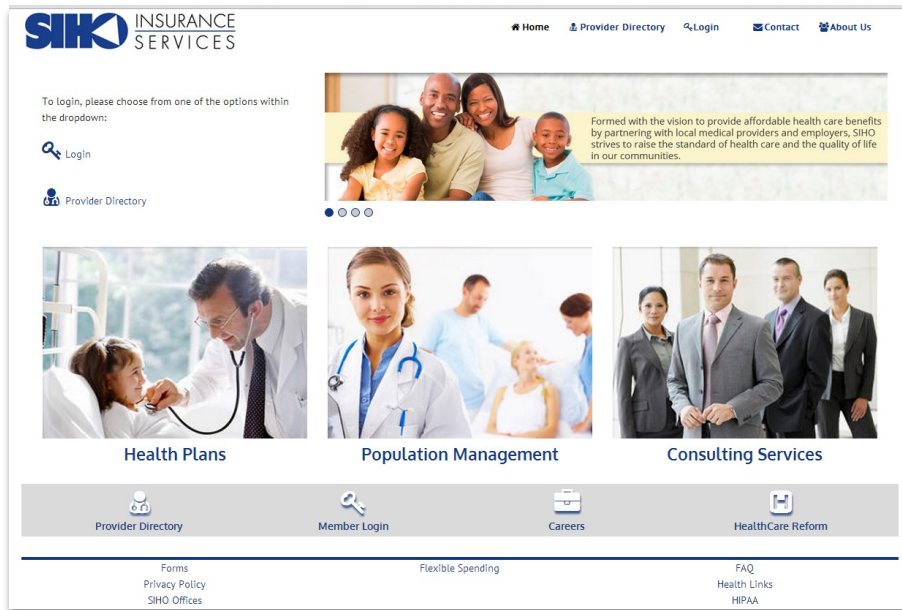 SIHO INSURANCE SERVICES
Home Provider Directory Login Contact About Us
To login, please choose from one of the options within
the dropdown:
Login
Provider Directory
Formed with the vision to provide affordable health care benefits
by partnering with local medical providers and employers, SIHO
strives to raise the standard of health care and the quality of life
in our communities.
Health Plans Population Management Consulting Services
Provider Directory Member Login Careers HealthCare Reform
Forms Flexible Spending FAQ
Privacy Policy Health Links
SIHO Offices HIPAA